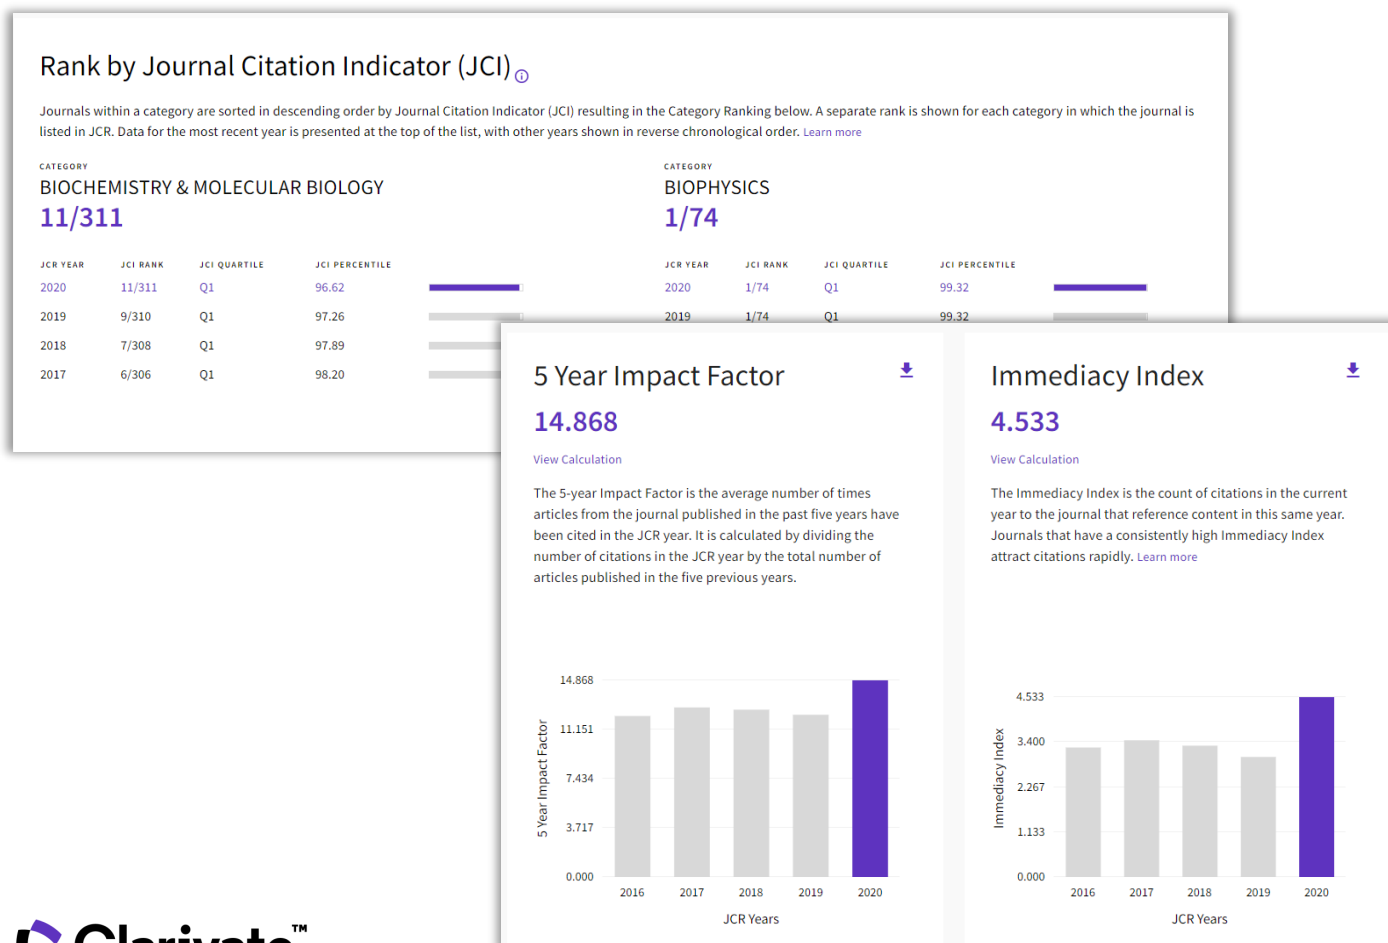 Rank by Journal Citation Indicator (JCI)
Journals within a category are sorted in descending order by Journal Citation Indicator (JCI) resulting in the Category Ranking below. A separate rank is shown for each category in which the journal is
listed in JCR. Data for the most recent year is presented at the top of the list, with other years shown in reverse chronological order. Learn more
CATEGORY
BIOCHEMISTRY & MOLECULAR BIOLOGY
11/311
JCR YEAR JCI RANK JCI QUARTILE JCI PERCENTILE
2020 11/311 Q1 96.62
2019 9/310 Q1 97.26
2018 7/308 Q1 97.89
2017 6/306 Q1 98.20
CATEGORY
BIOPHYSICS
1/74
JCR YEAR JCI RANK JCI QUARTILE JCI PERCENTILE
2020 1/74 Q1 99.32
2019 1/74 Q1 99.32
5 Year Impact Factor
14.868
View Calculation
The 5-year Impact Factor is the average number of times
articles from the journal published in the past five years have
been cited in the JCR year. It is calculated by dividing the
number of citations in the JCR year by the total number of
articles published in the five previous years.
14.868
11.151
7.434
3.717
0.000
5 Year Impact Factor
2016 2017 2018 2019 2020
JCR Years
Immediacy Index
4.533
View Calculation
The Immediacy Index is the count of citations in the current
year to the journal that reference content in this same year.
Journals that have a consistently high Immediacy Index
attract citations rapidly. Learn more
4.533
3.400
2.267
1.133
0.000
Immediacy Index
2016 2017 2018 2019 2020
JCR Years
Clarivate™